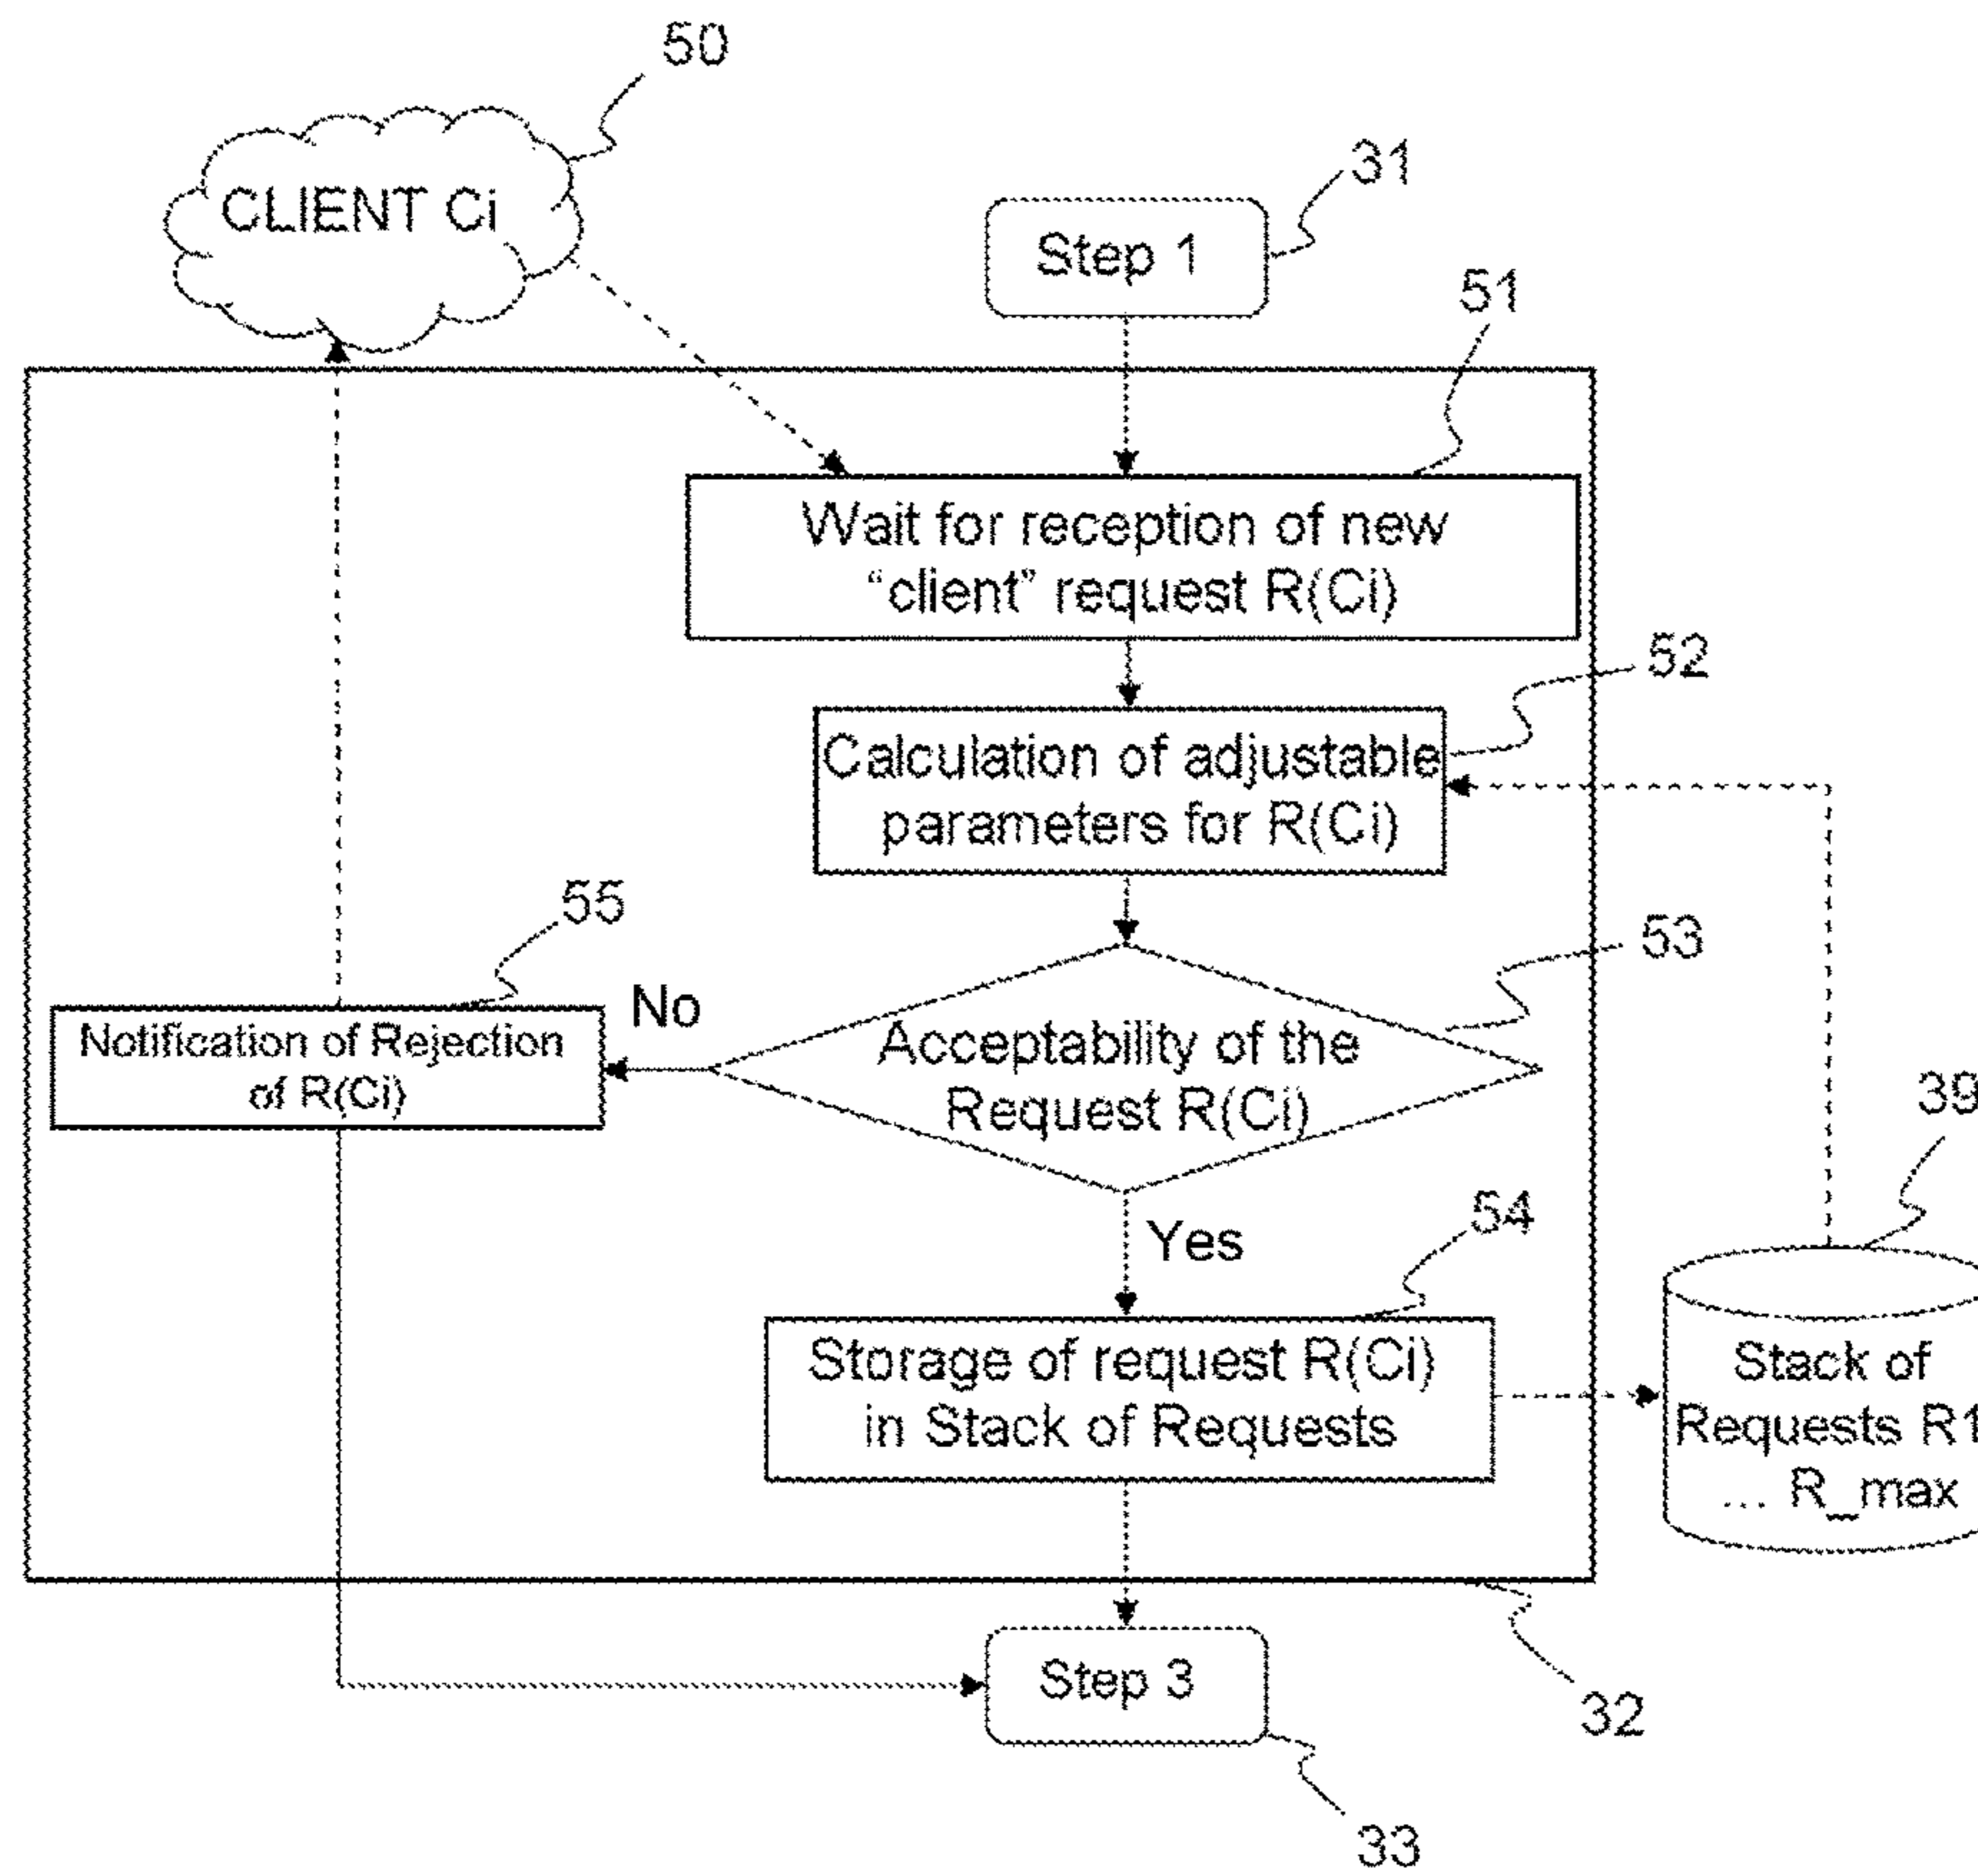 50
CLIENT Ci
31
Step 1
51
Wait for reception of new
“client” request R(Ci)
52
Calculation of adjustable
parameters for R(Ci)
55
53
No
Notification of Rejection
of R(Ci)
Acceptability of the
Request R(Ci)
39
54
Yes
Storage of request R(Ci)
in Stack of Requests
Stack of
Requests R1
... R_max
Step 3
32
33